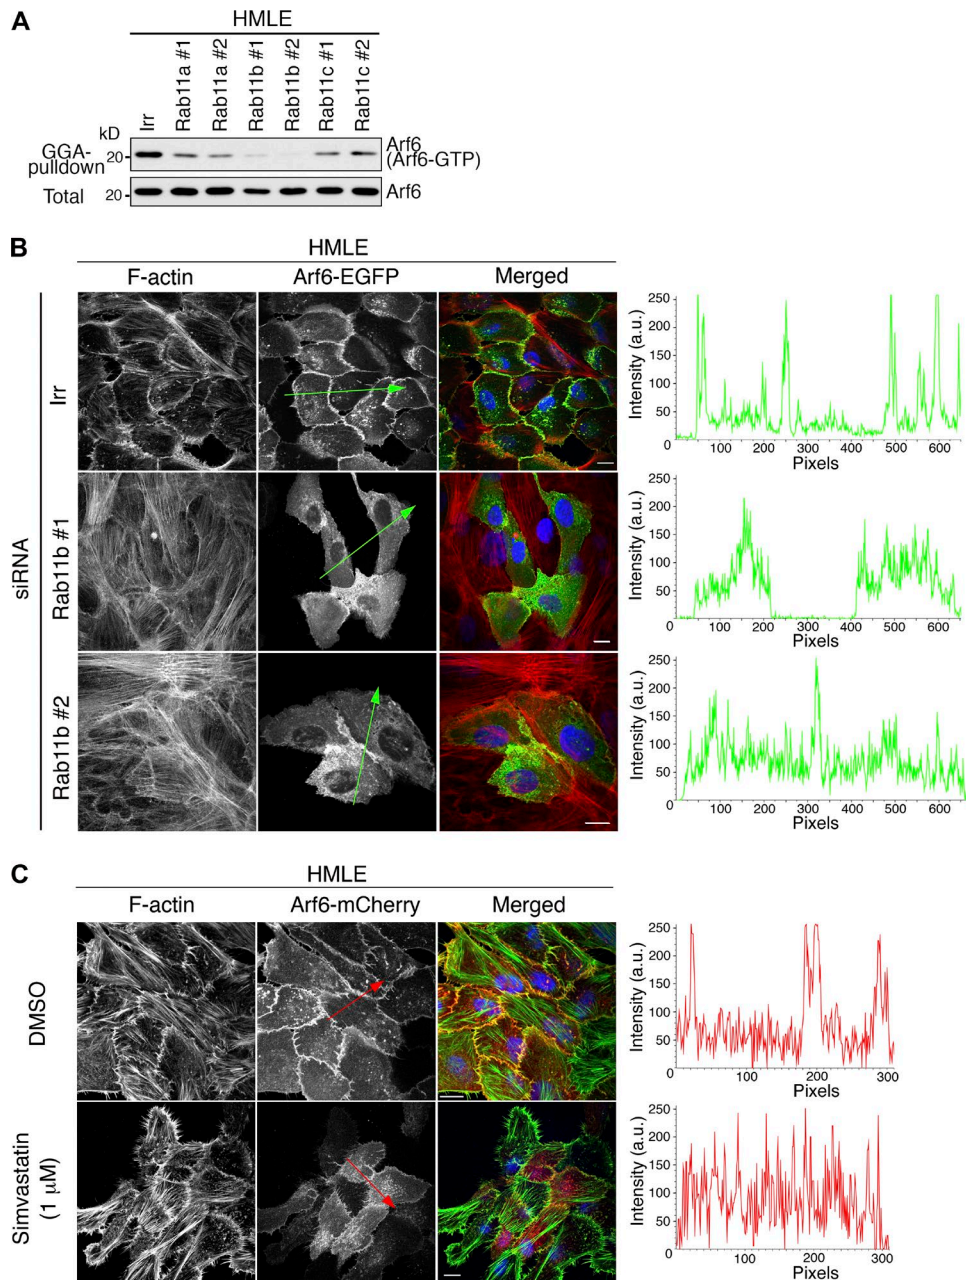 A
HMLE
Irr
Rab11a #1
Rab11a #2
Rab11b #1
Rab11b #2
Rab11c #1
Rab11c #2
kD
GGA-
pulldown
20
Arf6
(Arf6-GTP)
Total
20
Arf6
B
HMLE
F-actin
Arf6-EGFP
Merged
siRNA
Irr
Intensity (a.u.)
250
200
150
100
50
0
100 200 300 400 500 600
Pixels
Rab11b #1
Intensity (a.u.)
250
200
150
100
50
0
100 200 300 400 500 600
Pixels
Rab11b #2
Intensity (a.u.)
250
200
150
100
50
0
100 200 300 400 500 600
Pixels
C
HMLE
F-actin
Arf6-mCherry
Merged
DMSO
Intensity (a.u.)
250
200
150
100
50
0
100 200 300
Pixels
Simvastatin
(1 μM)
Intensity (a.u.)
250
200
150
100
50
0
100 200 300
Pixels